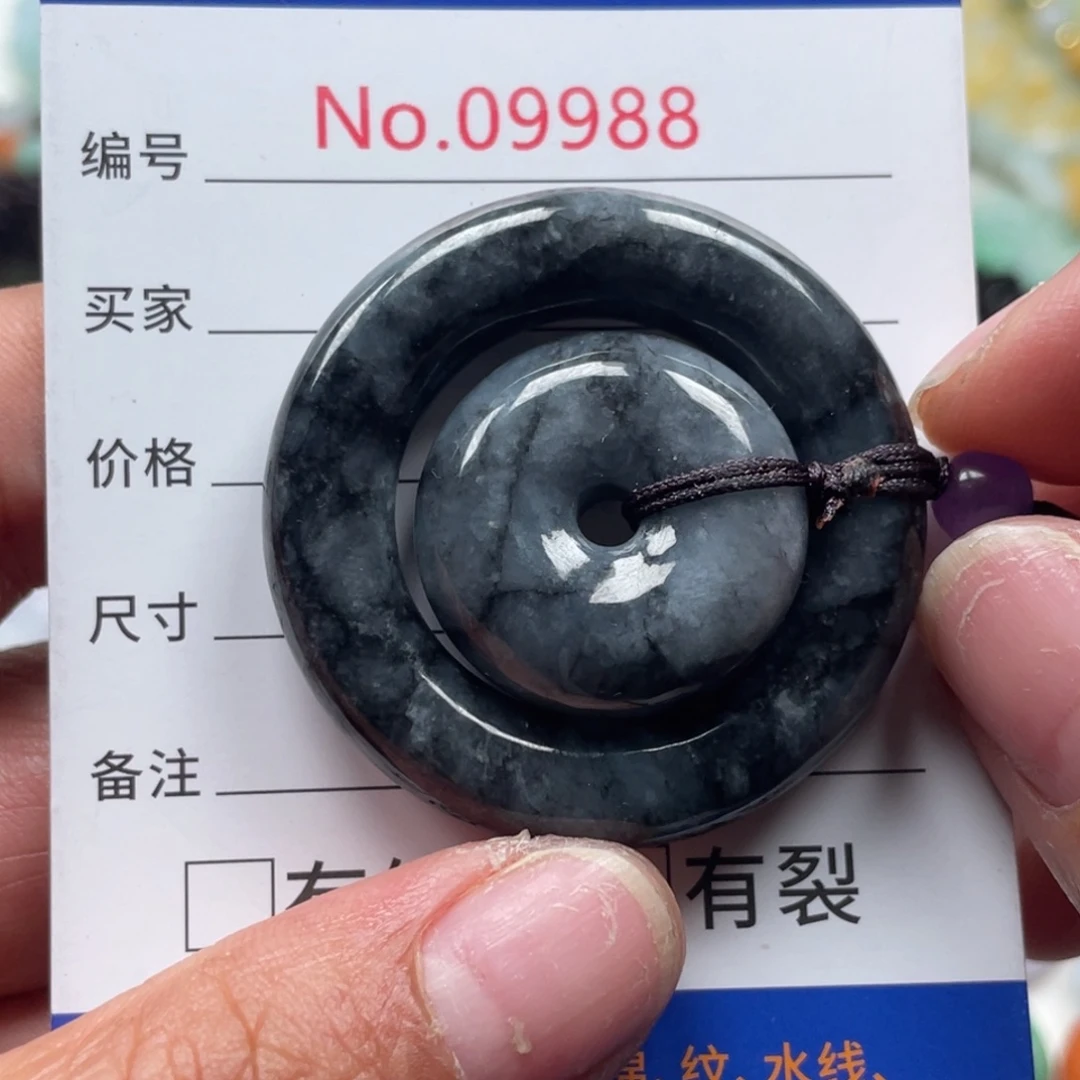 编号 No.09988
买家
价格
尺寸
备注
有裂
纹、水线、